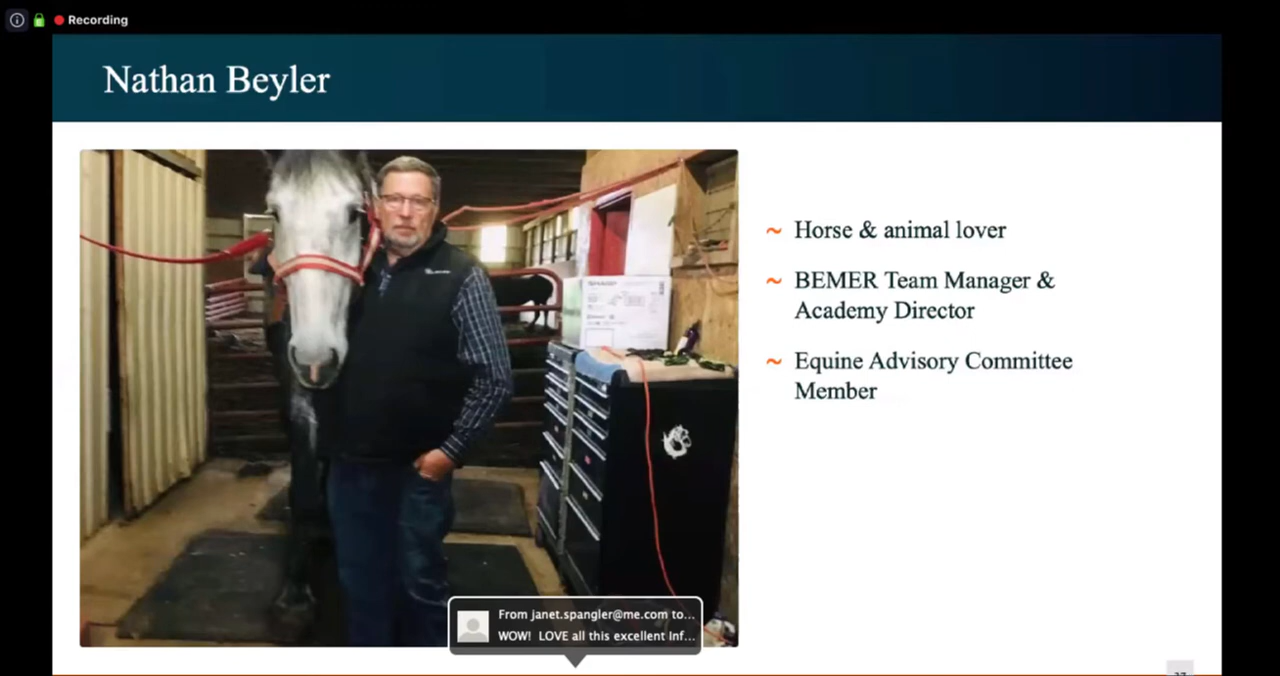 Recording
Nathan Beyler
~ Horse & animal lover
~ BEMER Team Manager &
Academy Director
~ Equine Advisory Committee
Member
From janet.spangler@me.com to...
WOW! LOVE all this excellent Inf...